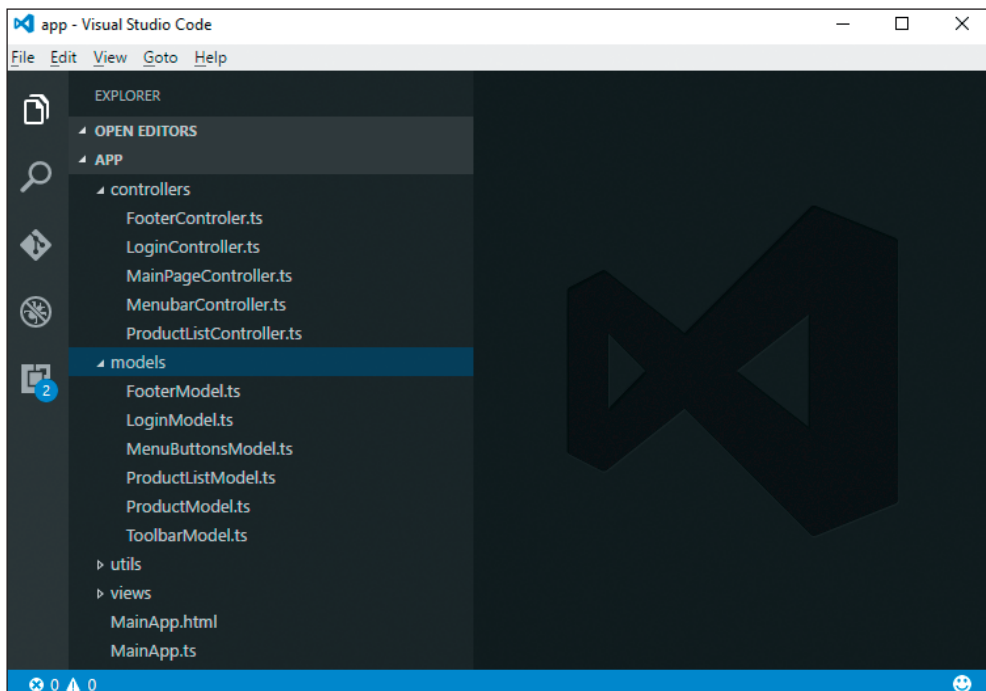 app - Visual Studio Code
File Edit View Goto Help
EXPLORER
OPEN EDITORS
APP
controllers
FooterControler.ts
LoginController.ts
MainPageController.ts
MenubarController.ts
ProductListController.ts
models
2
FooterModel.ts
LoginModel.ts
MenuButtonsModel.ts
ProductListModel.ts
ProductModel.ts
ToolbarModel.ts
utils
views
MainApp.html
MainApp.ts
0 0